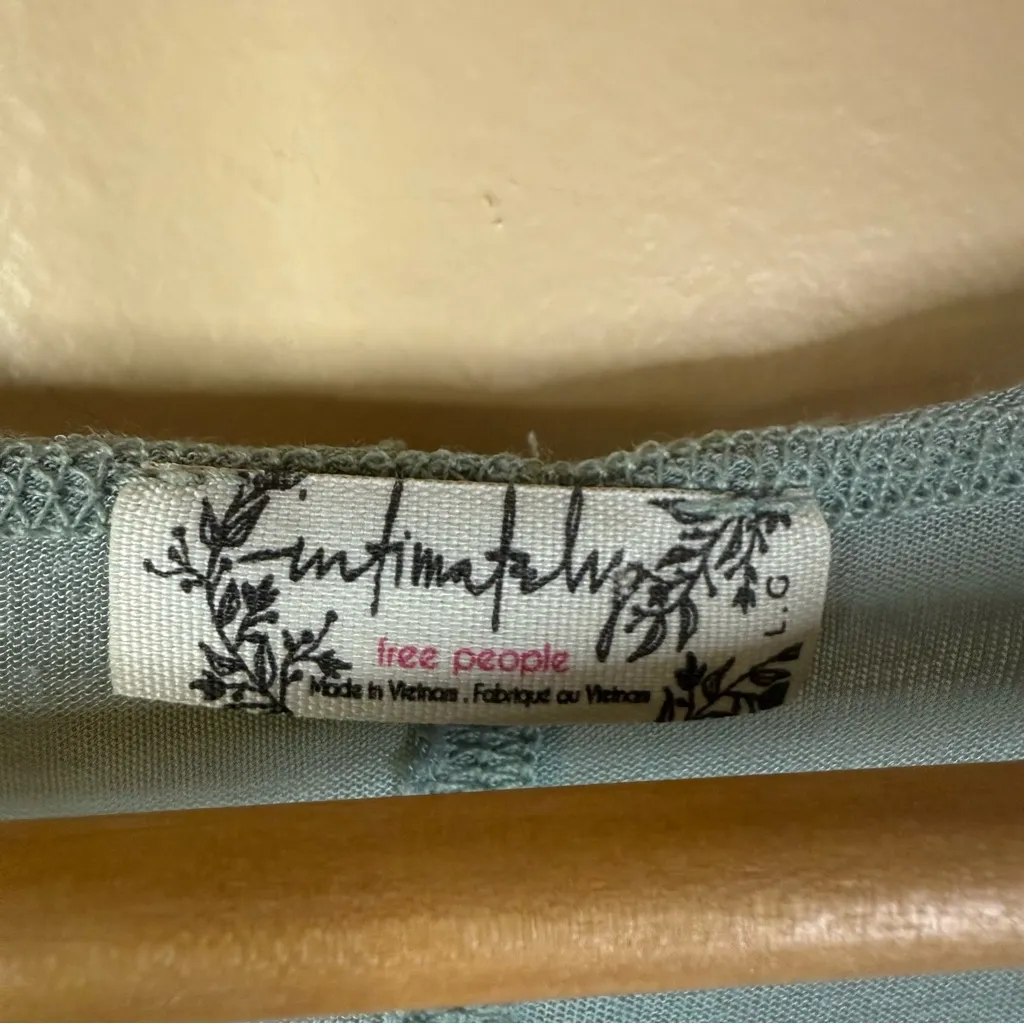 intimately
free people
Made in Vietnam . Fabriqué au Vietnam
L.G